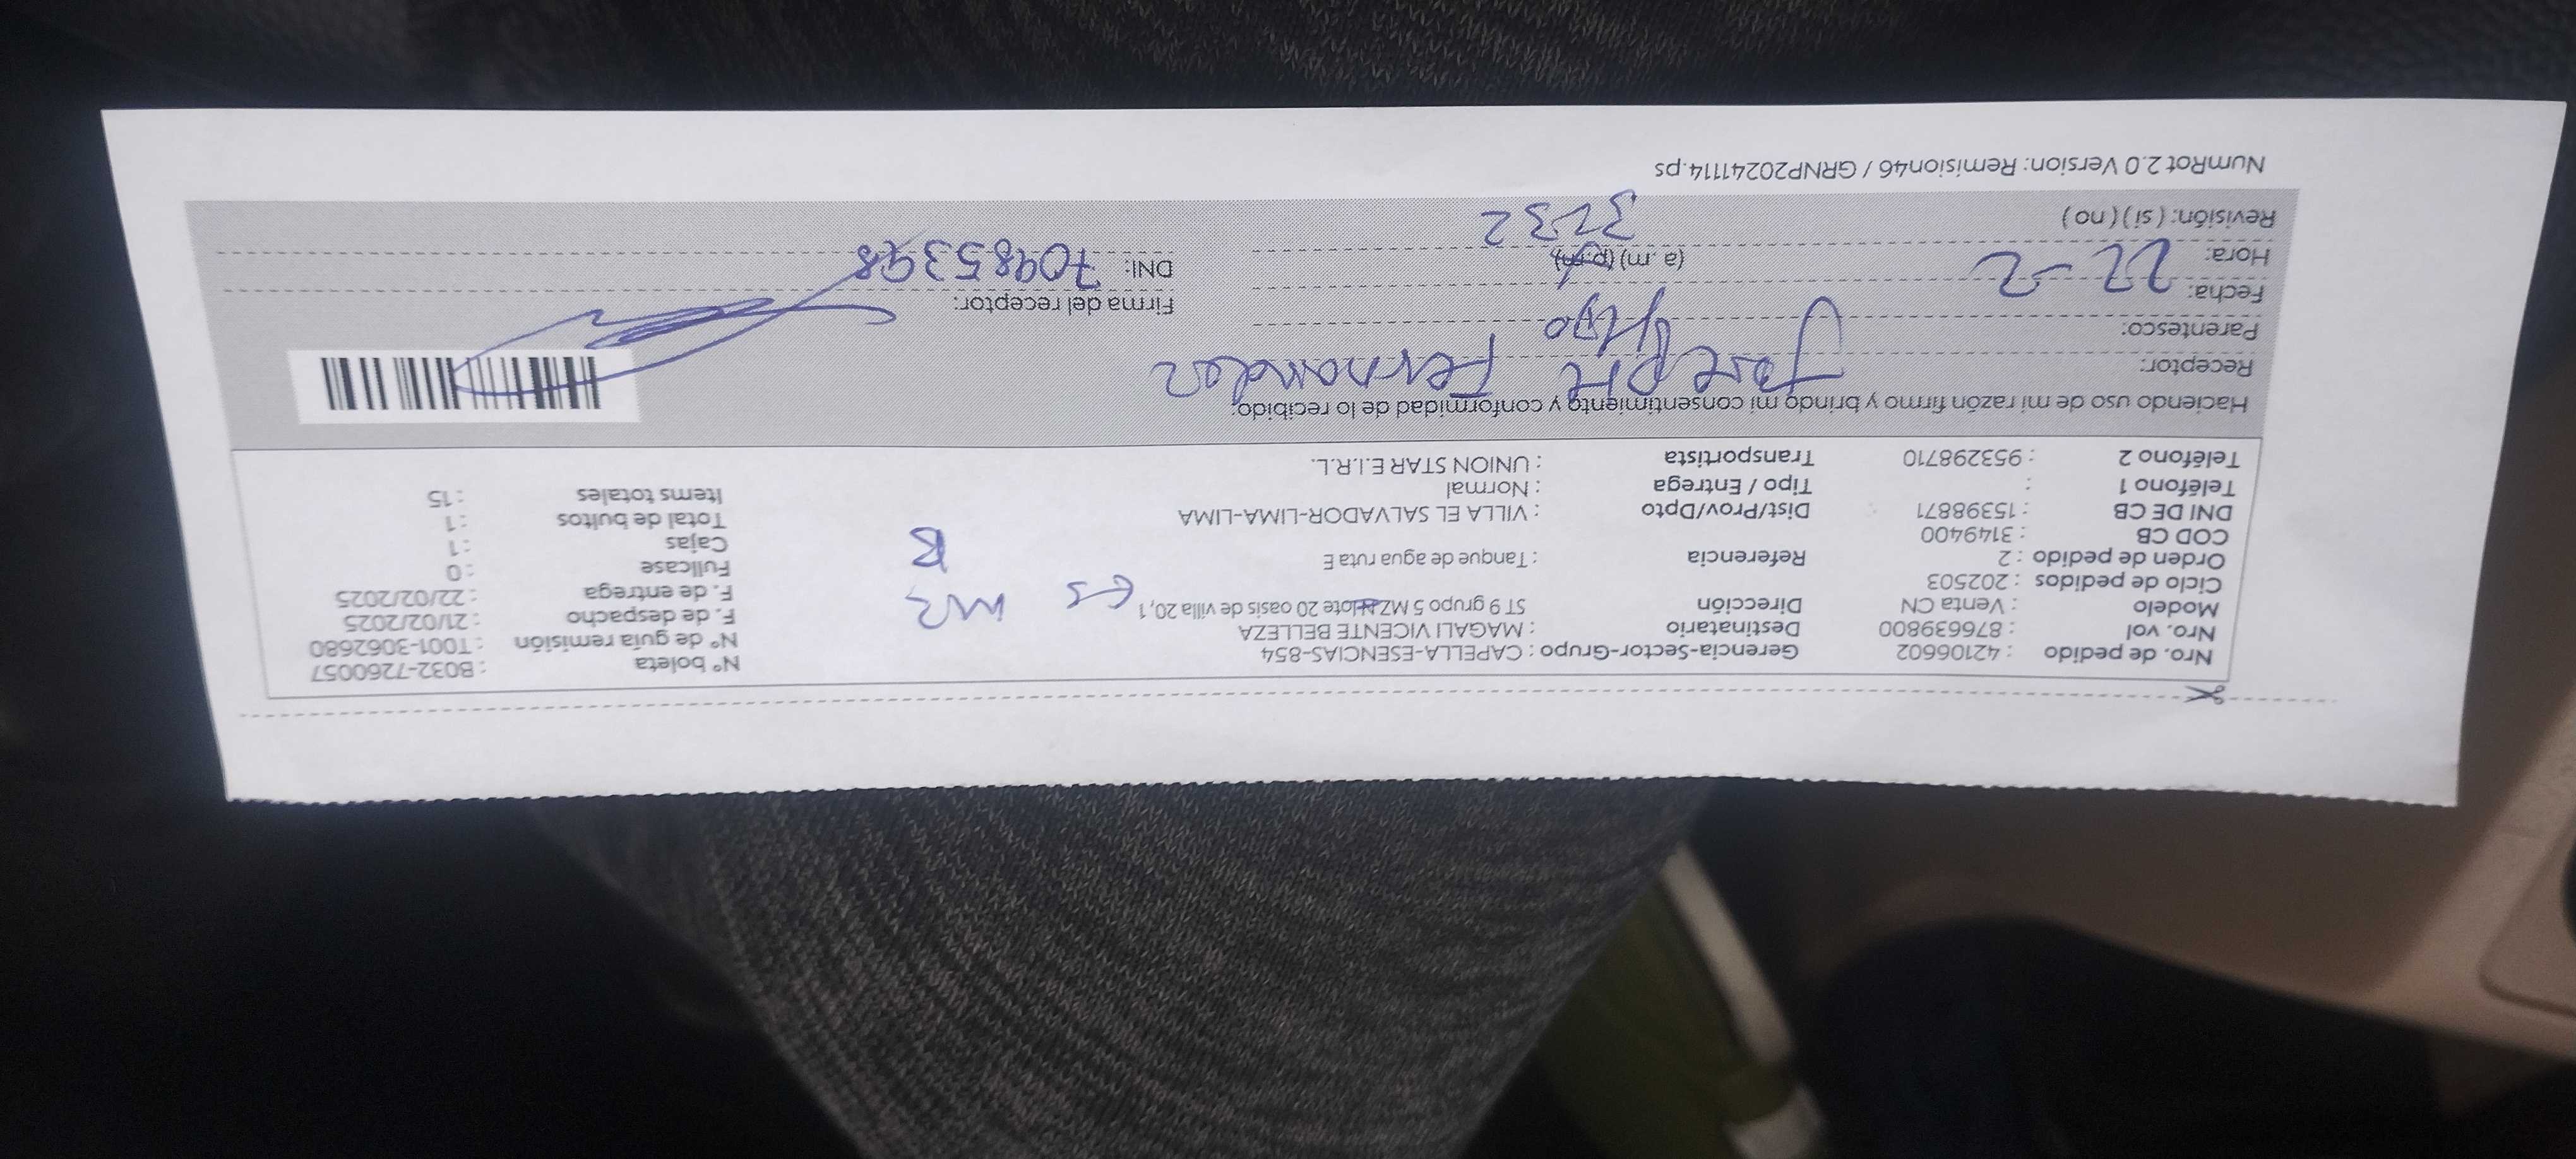 Nro. de pedido : 42106602 Gerencia-Sector-Grupo : CAPELLA-ESENCIAS-854 N° boleta : B032-7260057
Nro. vol : 876639800 Destinatario : MAGALI VICENTE BELLEZA N° de guía remisión : T001-3062680
Modelo : Venta CN Dirección ST 9 grupo 5 MZ lote 20 oasis de villa 20,1 F. de despacho : 21/02/2025
Ciclo de pedidos : 202503 F. de entrega : 22/02/2025
Orden de pedido : 2 Referencia : Tanque de agua ruta E Fullcase : 0
COD CB : 3149400 Cajas : 1
DNI DE CB : 15398871 Dist/Prov/Dpto : VILLA EL SALVADOR-LIMA-LIMA Total de bultos : 1
Teléfono 1 : Tipo / Entrega : Normal Items totales : 15
Teléfono 2 : 953298710 Transportista : UNION STAR E.I.R.L.
MZ
B
Haciendo uso de mi razón firmo y brindo mi consentimiento y conformidad de lo recibido:
Receptor: Joseph Fernandez
Parentesco: Hijo
Fecha: 22-2 Firma del receptor:
Hora: (a.m) (p.m) DNI: 70985398
Revisión: ( si ) ( no ) 3232
NumRot 2.0 Version: Remision46 / GRNP20241114.ps